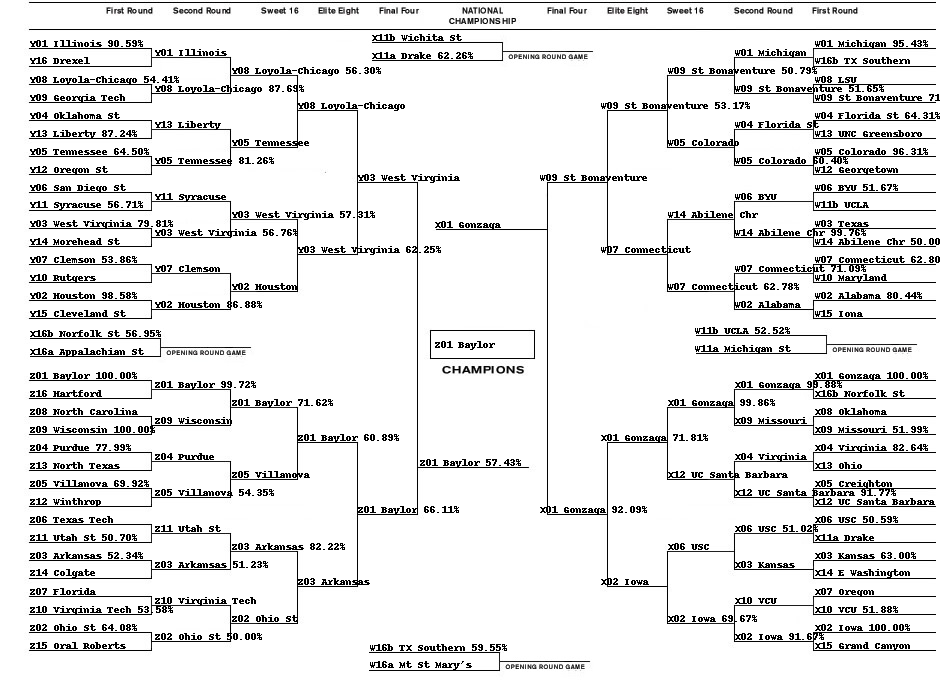 First Round Second Round Sweet 16 Elite Eight Final Four NATIONAL CHAMPIONSHIP Final Four Elite Eight Sweet 16 Second Round First Round
X11b Wichita St
X11a Drake 62.26%
OPENING ROUND GAME
Y01 Illinois 90.59%
Y16 Drexel
Y08 Loyola-Chicago 54.41%
Y09 Georgia Tech
Y04 Oklahoma St
Y13 Liberty 87.24%
Y05 Tennessee 64.50%
Y12 Oregon St
Y06 San Diego St
Y11 Syracuse 56.71%
Y03 West Virginia 79.81%
Y14 Morehead St
Y07 Clemson 53.86%
Y10 Rutgers
Y02 Houston 98.58%
Y15 Cleveland St
Y01 Illinois
Y08 Loyola-Chicago 87.69%
Y13 Liberty
Y05 Tennessee 81.26%
Y11 Syracuse
Y03 West Virginia 56.76%
Y07 Clemson
Y02 Houston 86.88%
Y08 Loyola-Chicago 56.30%
Y05 Tennessee
Y03 West Virginia 57.31%
Y02 Houston
Y08 Loyola-Chicago
Y03 West Virginia 62.25%
Y03 West Virginia
X16b Norfolk St 56.95%
X16a Appalachian St
OPENING ROUND GAME
Z01 Baylor 100.00%
Z16 Hartford
Z08 North Carolina
Z09 Wisconsin 100.00%
Z04 Purdue 77.99%
Z13 North Texas
Z05 Villanova 69.92%
Z12 Winthrop
Z06 Texas Tech
Z11 Utah St 50.70%
Z03 Arkansas 52.34%
Z14 Colgate
Z07 Florida
Z10 Virginia Tech 53.58%
Z02 Ohio St 64.08%
Z15 Oral Roberts
Z01 Baylor 99.72%
Z09 Wisconsin
Z04 Purdue
Z05 Villanova 54.35%
Z11 Utah St
Z03 Arkansas 51.23%
Z10 Virginia Tech
Z02 Ohio St 50.00%
Z01 Baylor 71.62%
Z05 Villanova
Z03 Arkansas 82.22%
Z02 Ohio St
Z01 Baylor 60.89%
Z03 Arkansas
Z01 Baylor 66.11%
X01 Gonzaga
Z01 Baylor
CHAMPIONS
Z01 Baylor 57.43%
W09 St Bonaventure
X01 Gonzaga 92.09%
W09 St Bonaventure 53.17%
W07 Connecticut
W09 St Bonaventure 50.79%
W05 Colorado
W14 Abilene Chr
W07 Connecticut 62.78%
W01 Michigan
W09 St Bonaventure 51.65%
W04 Florida St
W05 Colorado 60.40%
W06 BYU
W14 Abilene Chr 99.76%
W07 Connecticut 71.09%
W02 Alabama
W01 Michigan 95.43%
W16b TX Southern
W08 LSU
W09 St Bonaventure 71
W04 Florida St 64.31%
W13 UNC Greensboro
W05 Colorado 96.31%
W12 Georgetown
W06 BYU 51.67%
W11b UCLA
W03 Texas
W14 Abilene Chr 50.00
W07 Connecticut 62.80
W10 Maryland
W02 Alabama 80.44%
W15 Iona
W11b UCLA 52.52%
W11a Michigan St
OPENING ROUND GAME
X01 Gonzaga 71.81%
X02 Iowa
X01 Gonzaga 99.86%
X12 UC Santa Barbara
X06 USC
X02 Iowa 69.67%
X01 Gonzaga 99.88%
X09 Missouri
X04 Virginia
X12 UC Santa Barbara 91.77%
X06 USC 51.02%
X03 Kansas
X10 VCU
X02 Iowa 91.67%
X01 Gonzaga 100.00%
X16b Norfolk St
X08 Oklahoma
X09 Missouri 51.99%
X04 Virginia 82.64%
X13 Ohio
X05 Creighton
X12 UC Santa Barbara
X06 USC 50.59%
X11a Drake
X03 Kansas 63.00%
X14 E Washington
X07 Oregon
X10 VCU 51.88%
X02 Iowa 100.00%
X15 Grand Canyon
W16b TX Southern 59.55%
W16a Mt St Mary's
OPENING ROUND GAME